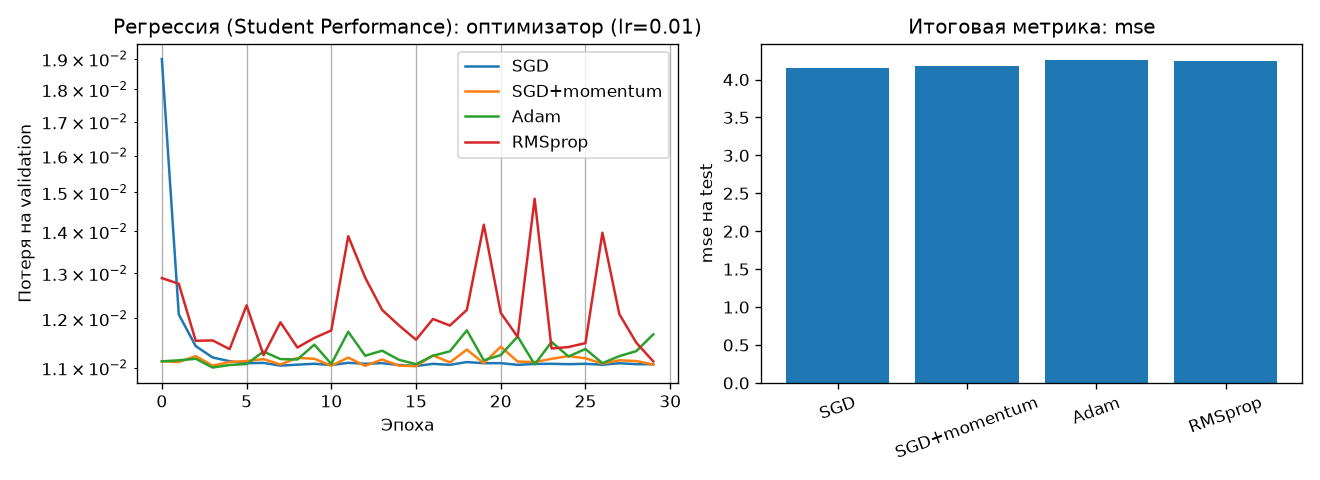 Регрессия (Student Performance): оптимизатор (lr=0.01)
Потеря на validation
1.9 × 10⁻²
1.8 × 10⁻²
1.7 × 10⁻²
1.6 × 10⁻²
1.5 × 10⁻²
1.4 × 10⁻²
1.3 × 10⁻²
1.2 × 10⁻²
1.1 × 10⁻²
SGD
SGD+momentum
Adam
RMSprop
0 5 10 15 20 25 30
Эпоха
Итоговая метрика: mse
mse на test
4.0
3.5
3.0
2.5
2.0
1.5
1.0
0.5
0.0
SGD
SGD+momentum
Adam
RMSprop